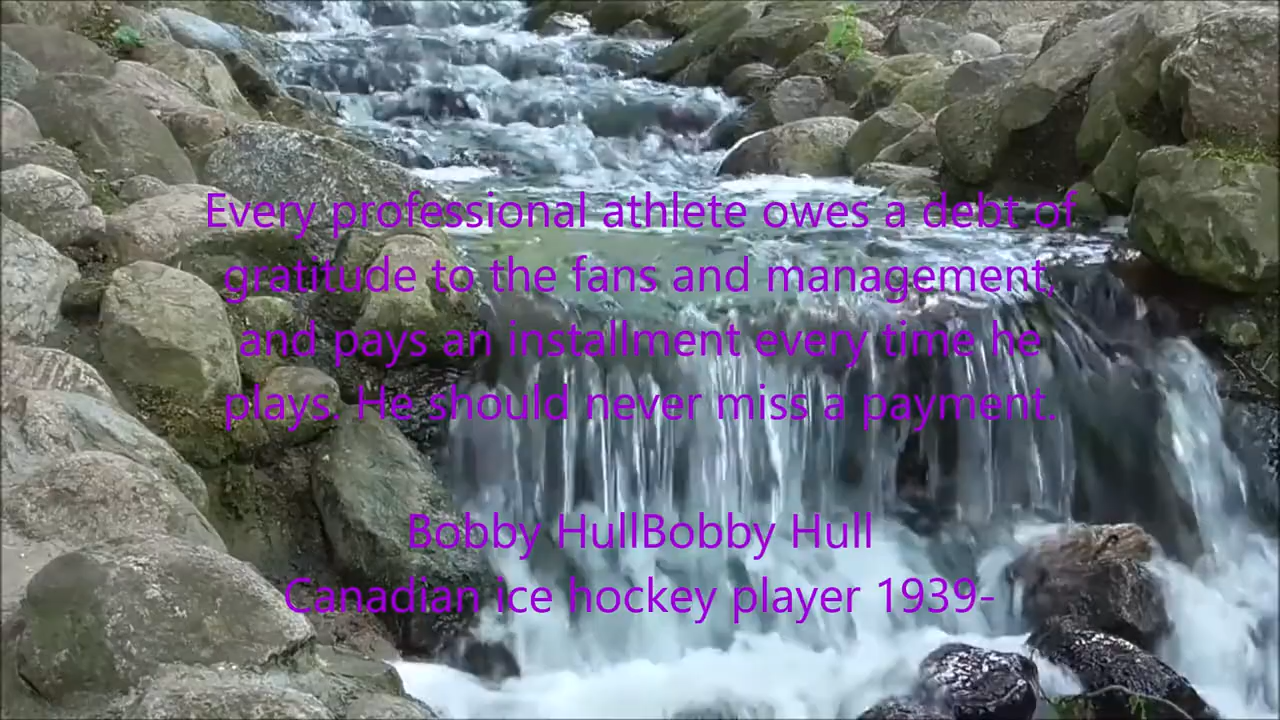 Every professional athlete owes a debt of
gratitude to the fans and management,
and pays an installment every time he
plays. He should never miss a payment.
Bobby HullBobby Hull
Canadian ice hockey player 1939-